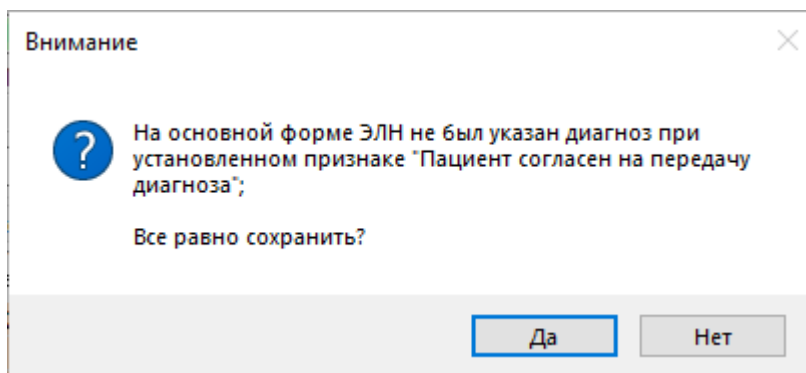 Внимание
На основной форме ЭЛН не был указан диагноз при
установленном признаке "Пациент согласен на передачу
диагноза";
Все равно сохранить?
Да
Нет